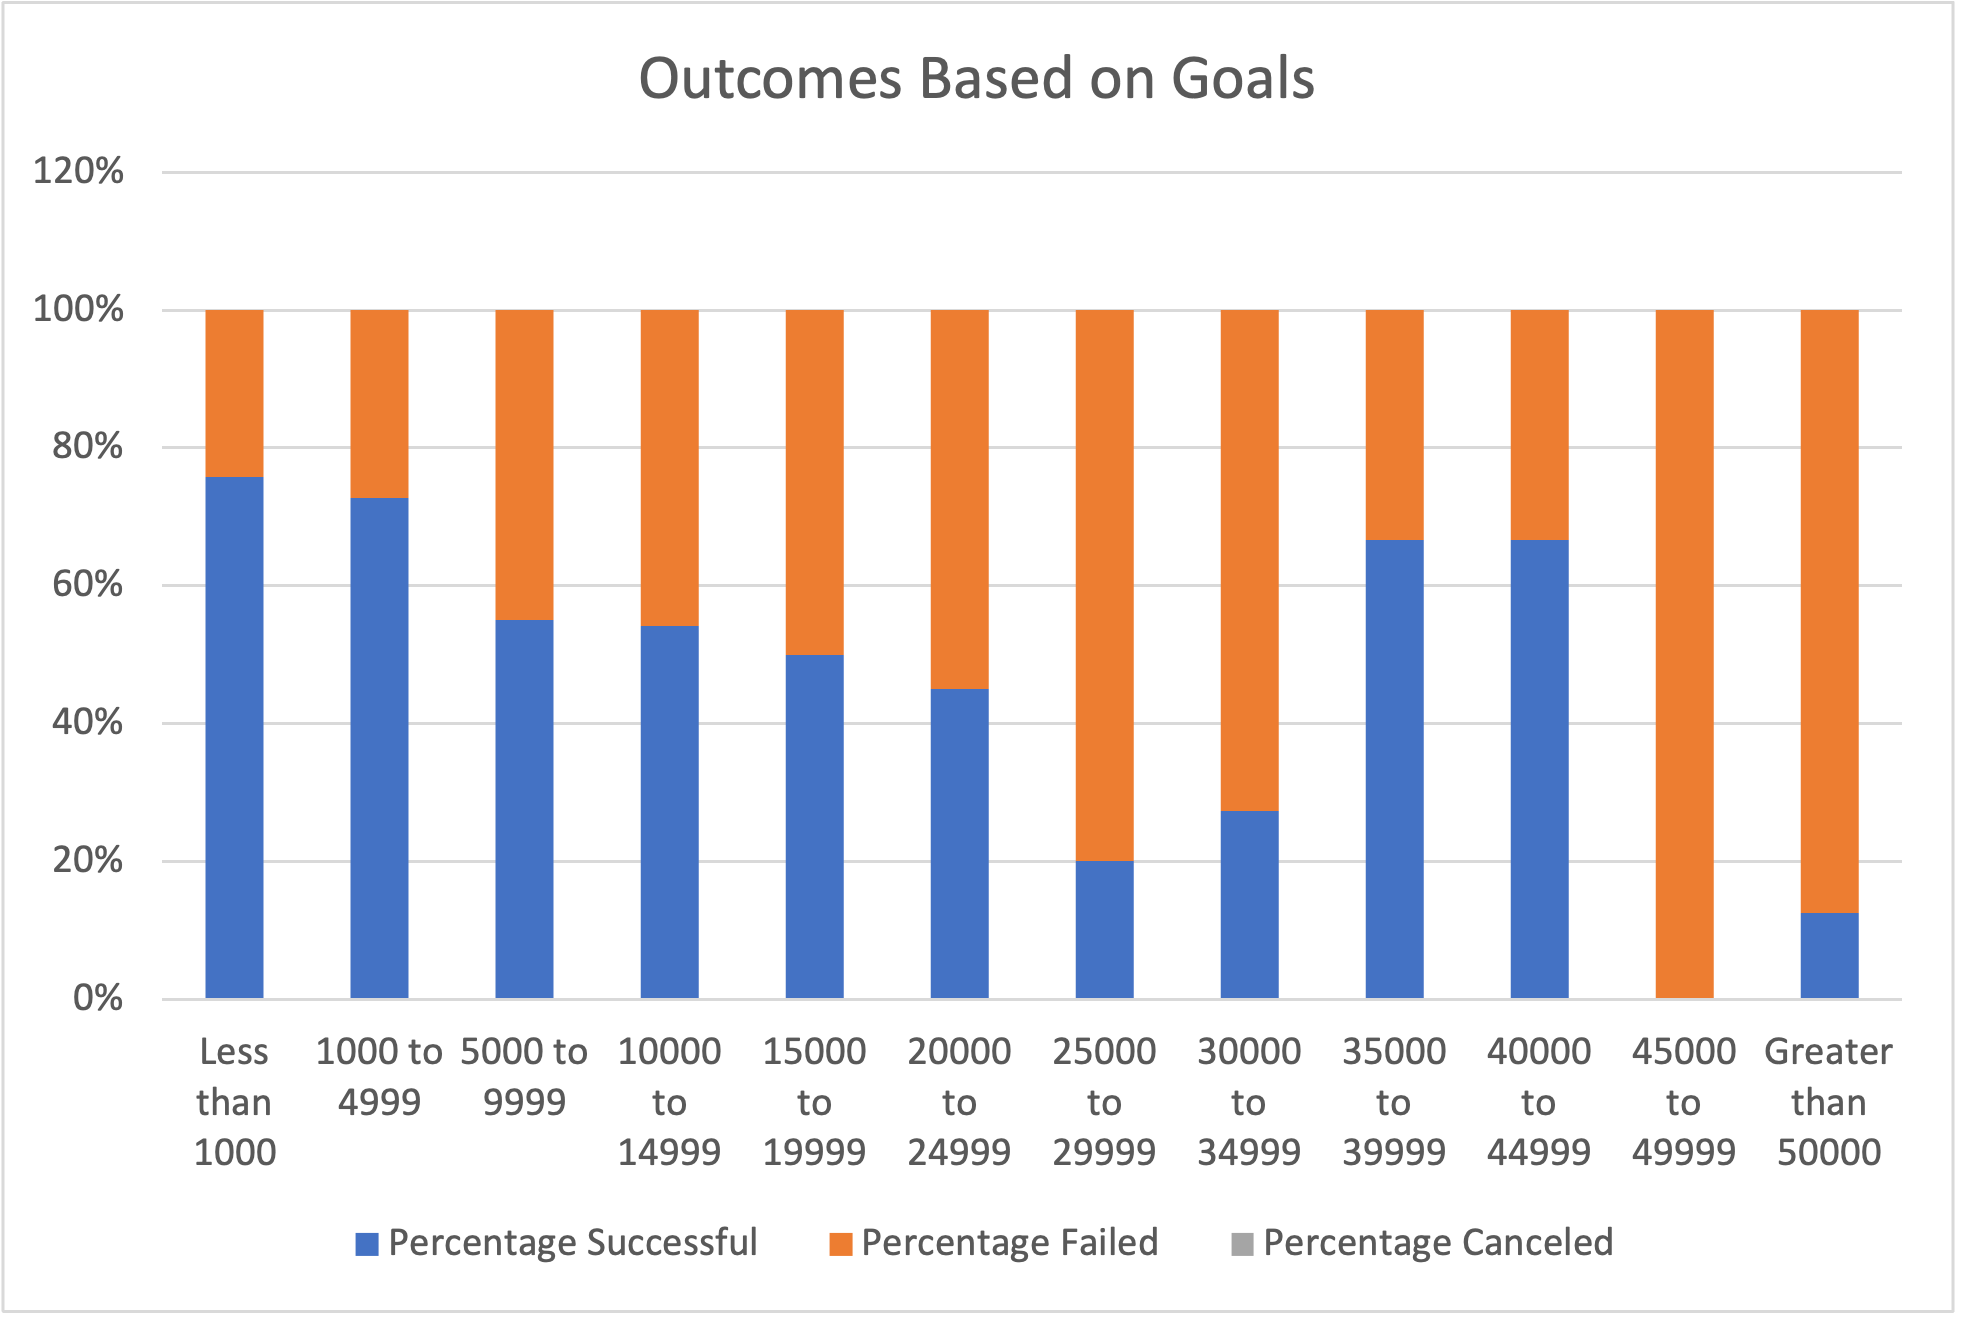 Outcomes Based on Goals
120%
100%
80%
60%
40%
20%
0%
Less than 1000
1000 to 4999
5000 to 9999
10000 to 14999
15000 to 19999
20000 to 24999
25000 to 29999
30000 to 34999
35000 to 39999
40000 to 44999
45000 to 49999
Greater than 50000
Percentage Successful
Percentage Failed
Percentage Canceled